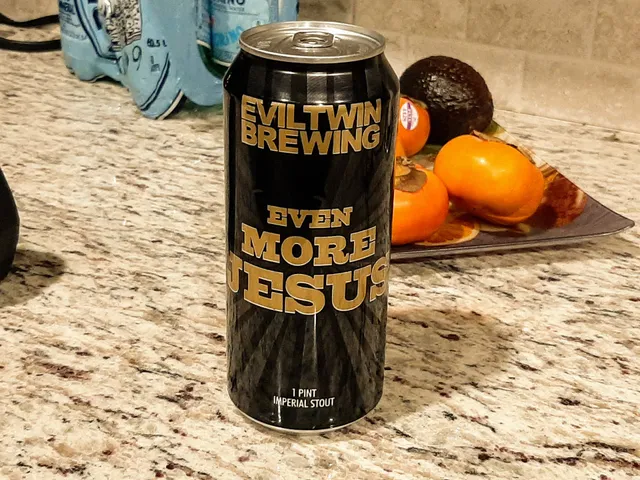 EVILTWIN
BREWING
EVEN
MORE
JESUS
1 PINT
IMPERIAL STOUT